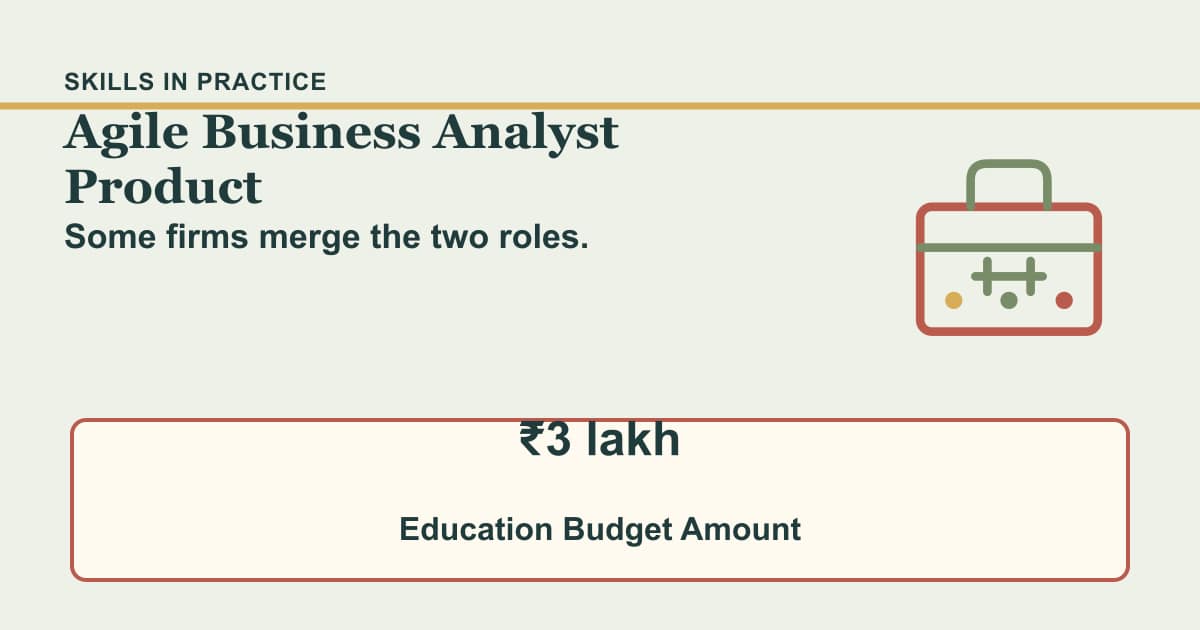 SKILLS IN PRACTICE
Agile Business Analyst
Product
Some firms merge the two roles.
₹3 lakh
Education Budget Amount